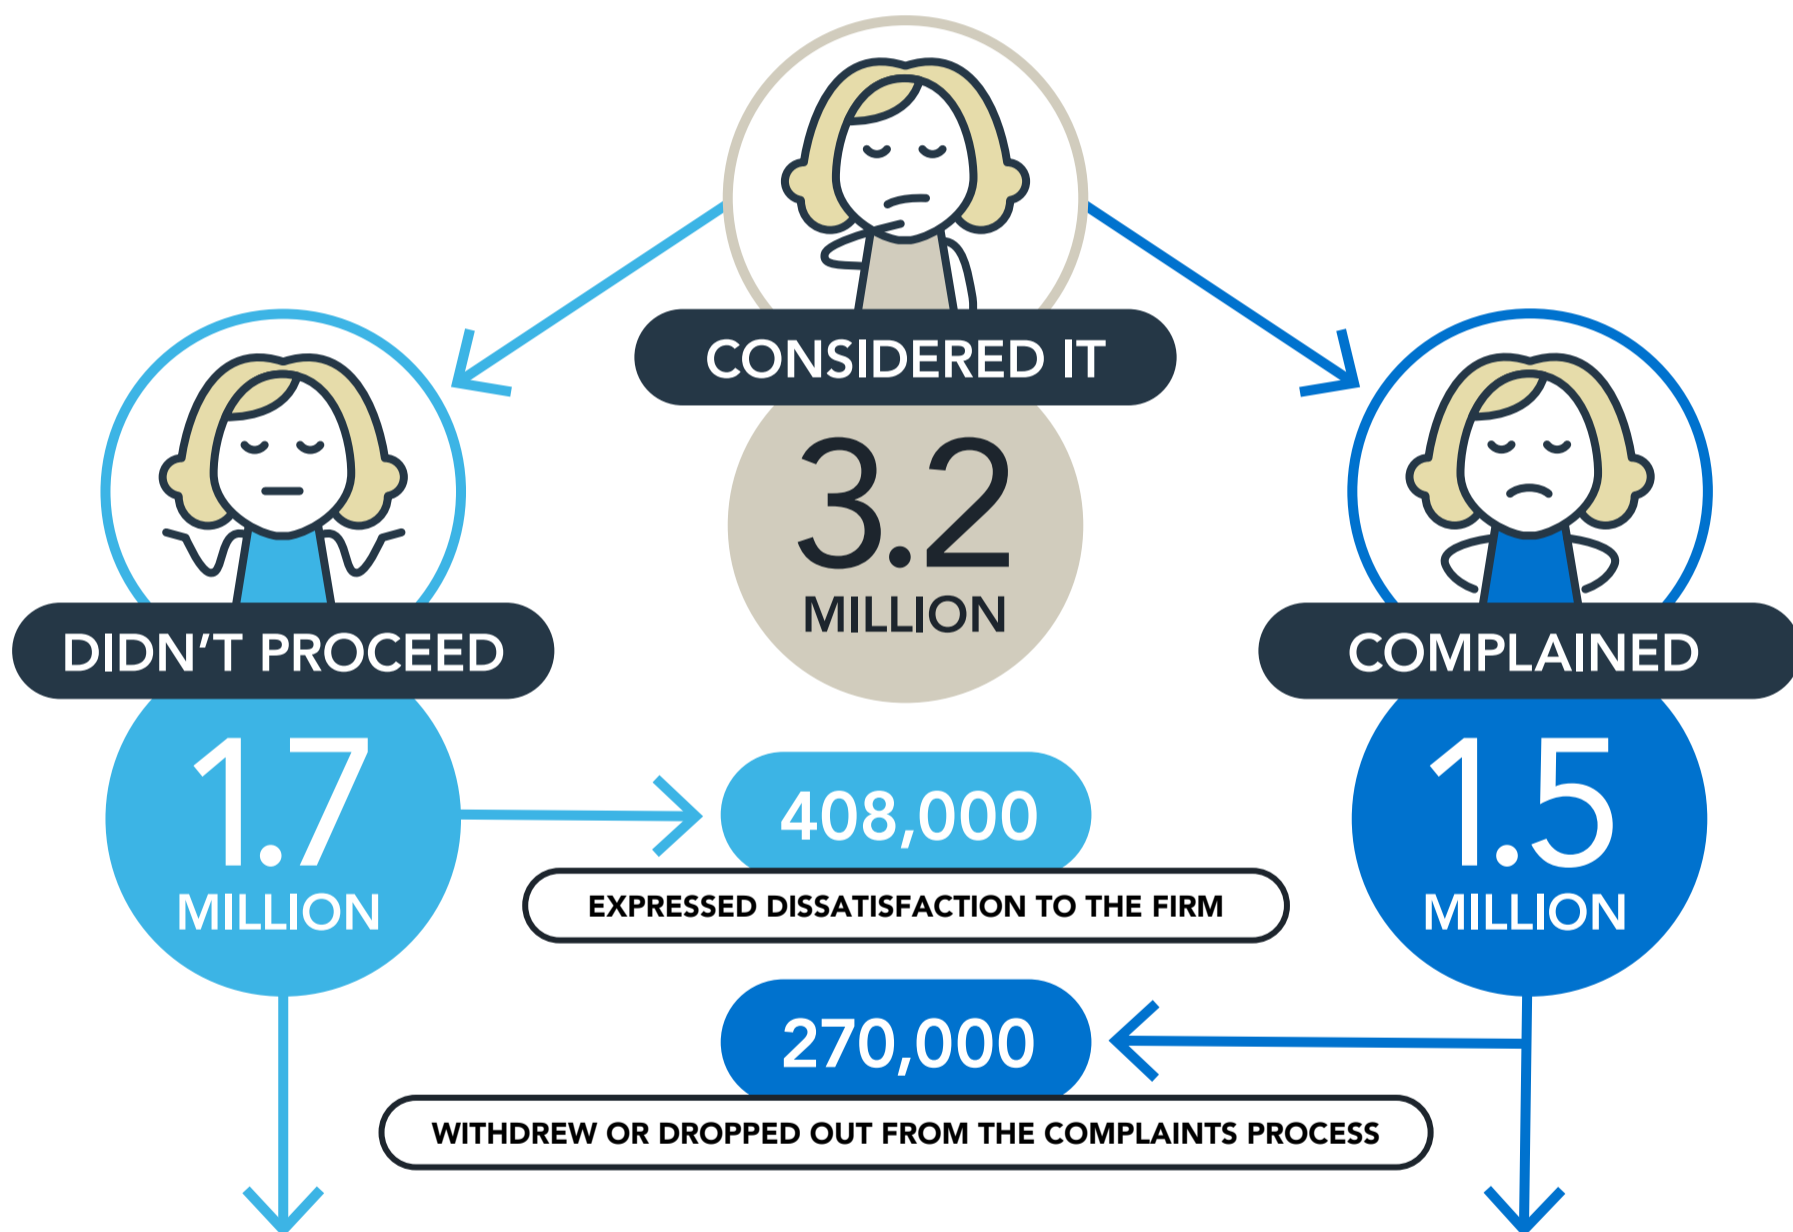 CONSIDERED IT
3.2
MILLION
DIDN'T PROCEED
1.7
MILLION
COMPLAINED
1.5
MILLION
408,000
EXPRESSED DISSATISFACTION TO THE FIRM
270,000
WITHDREW OR DROPPED OUT FROM THE COMPLAINTS PROCESS